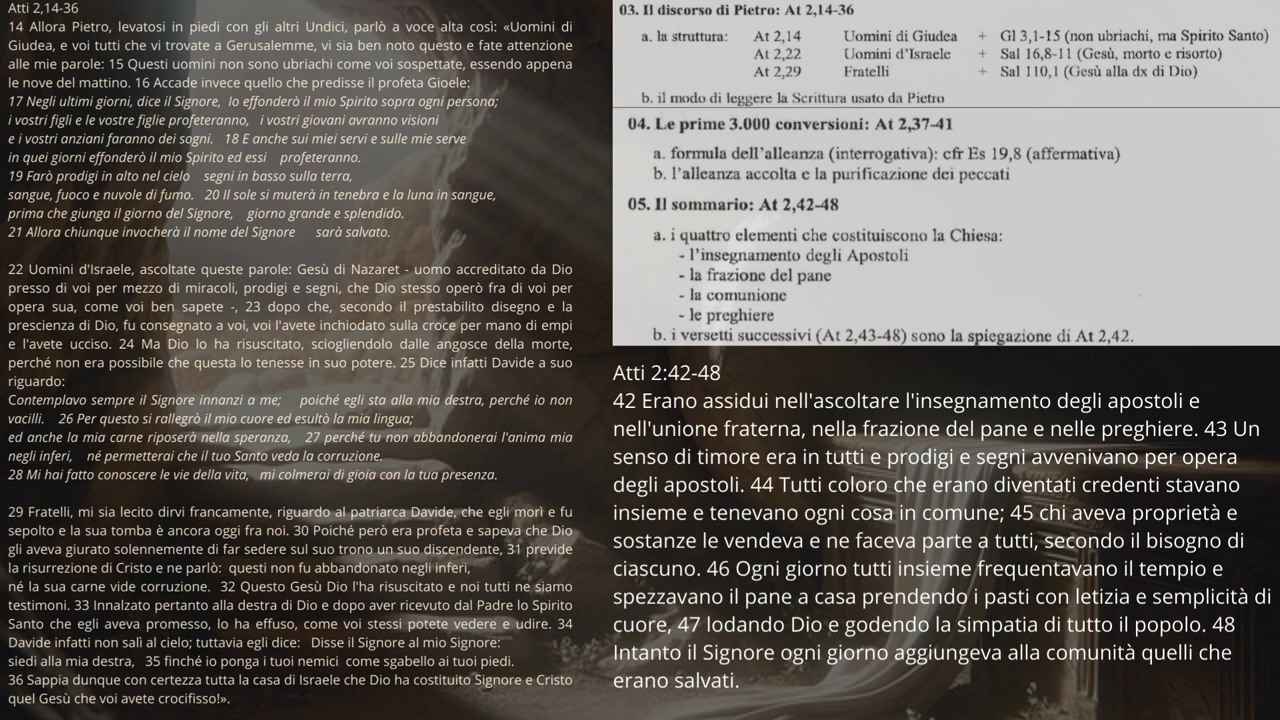 Atti 2,14-36
14 Allora Pietro, levatosi in piedi con gli altri Undici, parlò a voce alta così: «Uomini di
Giudea, e voi tutti che vi trovate a Gerusalemme, vi sia ben noto questo e fate attenzione
alle mie parole: 15 Questi uomini non sono ubriachi come voi sospettate, essendo appena
le nove del mattino. 16 Accade invece quello che predisse il profeta Gioele:
17 Negli ultimi giorni, dice il Signore, Io effonderò il mio Spirito sopra ogni persona;
i vostri figli e le vostre figlie profeteranno, i vostri giovani avranno visioni
e i vostri anziani faranno dei sogni. 18 E anche sui miei servi e sulle mie serve
in quei giorni effonderò il mio Spirito ed essi profeteranno.
19 Farò prodigi in alto nel cielo segni in basso sulla terra,
sangue, fuoco e nuvole di fumo. 20 Il sole si muterà in tenebra e la luna in sangue,
prima che giunga il giorno del Signore, giorno grande e splendido.
21 Allora chiunque invocherà il nome del Signore sarà salvato.
22 Uomini d'Israele, ascoltate queste parole: Gesù di Nazaret - uomo accreditato da Dio
presso di voi per mezzo di miracoli, prodigi e segni, che Dio stesso operò fra di voi per
opera sua, come voi ben sapete -, 23 dopo che, secondo il prestabilito disegno e la
prescienza di Dio, fu consegnato a voi, voi l'avete inchiodato sulla croce per mano di empi
e l'avete ucciso. 24 Ma Dio lo ha risuscitato, sciogliendolo dalle angosce della morte,
perché non era possibile che questa lo tenesse in suo potere. 25 Dice infatti Davide a suo
riguardo:
Contemplavo sempre il Signore innanzi a me; poiché egli sta alla mia destra, perché io non
vacilli. 26 Per questo si rallegrò il mio cuore ed esultò la mia lingua;
ed anche la mia carne riposerà nella speranza, 27 perché tu non abbandonerai l'anima mia
negli inferi, né permetterai che il tuo Santo veda la corruzione.
28 Mi hai fatto conoscere le vie della vita, mi colmerai di gioia con la tua presenza.
29 Fratelli, mi sia lecito dirvi francamente, riguardo al patriarca Davide, che egli morì e fu
sepolto e la sua tomba è ancora oggi fra noi. 30 Poiché però era profeta e sapeva che Dio
gli aveva giurato solennemente di far sedere sul suo trono un suo discendente, 31 previde
la risurrezione di Cristo e ne parlò: questi non fu abbandonato negli inferi,
né la sua carne vide corruzione. 32 Questo Gesù Dio l'ha risuscitato e noi tutti ne siamo
testimoni. 33 Innalzato pertanto alla destra di Dio e dopo aver ricevuto dal Padre lo Spirito
Santo che egli aveva promesso, lo ha effuso, come voi stessi potete vedere e udire. 34
Davide infatti non salì al cielo; tuttavia egli dice: Disse il Signore al mio Signore:
siedi alla mia destra, 35 finché io ponga i tuoi nemici come sgabello ai tuoi piedi.
36 Sappia dunque con certezza tutta la casa di Israele che Dio ha costituito Signore e Cristo
quel Gesù che voi avete crocifisso!».
03. Il discorso di Pietro: At 2,14-36
a. la struttura: At 2,14 Uomini di Giudea + Gl 3,1-15 (non ubriachi, ma Spirito Santo)
At 2,22 Uomini d'Israele + Sal 16,8-11 (Gesù, morto e risorto)
At 2,29 Fratelli + Sal 110,1 (Gesù alla dx di Dio)
b. il modo di leggere la Scrittura usato da Pietro
04. Le prime 3.000 conversioni: At 2,37-41
a. formula dell'alleanza (interrogativa): cfr Es 19,8 (affermativa)
b. l'alleanza accolta e la purificazione dei peccati
05. Il sommario: At 2,42-48
a. i quattro elementi che costituiscono la Chiesa:
- l'insegnamento degli Apostoli
- la frazione del pane
- la comunione
- le preghiere
b. i versetti successivi (At 2,43-48) sono la spiegazione di At 2,42.
Atti 2:42-48
42 Erano assidui nell'ascoltare l'insegnamento degli apostoli e
nell'unione fraterna, nella frazione del pane e nelle preghiere. 43 Un
senso di timore era in tutti e prodigi e segni avvenivano per opera
degli apostoli. 44 Tutti coloro che erano diventati credenti stavano
insieme e tenevano ogni cosa in comune; 45 chi aveva proprietà e
sostanze le vendeva e ne faceva parte a tutti, secondo il bisogno di
ciascuno. 46 Ogni giorno tutti insieme frequentavano il tempio e
spezzavano il pane a casa prendendo i pasti con letizia e semplicità di
cuore, 47 lodando Dio e godendo la simpatia di tutto il popolo. 48
Intanto il Signore ogni giorno aggiungeva alla comunità quelli che
erano salvati.